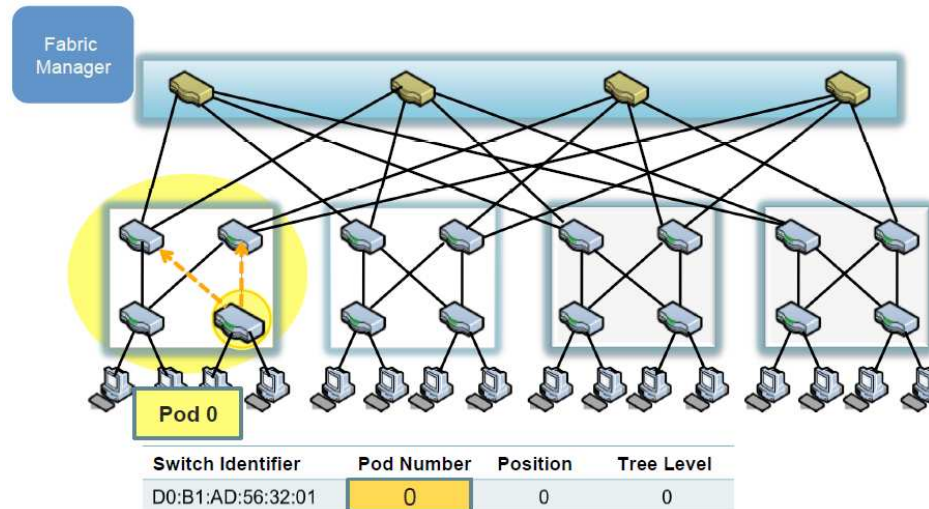 Fabric
Manager
Pod 0
Switch Identifier Pod Number Position Tree Level
D0:B1:AD:56:32:01 0 0 0